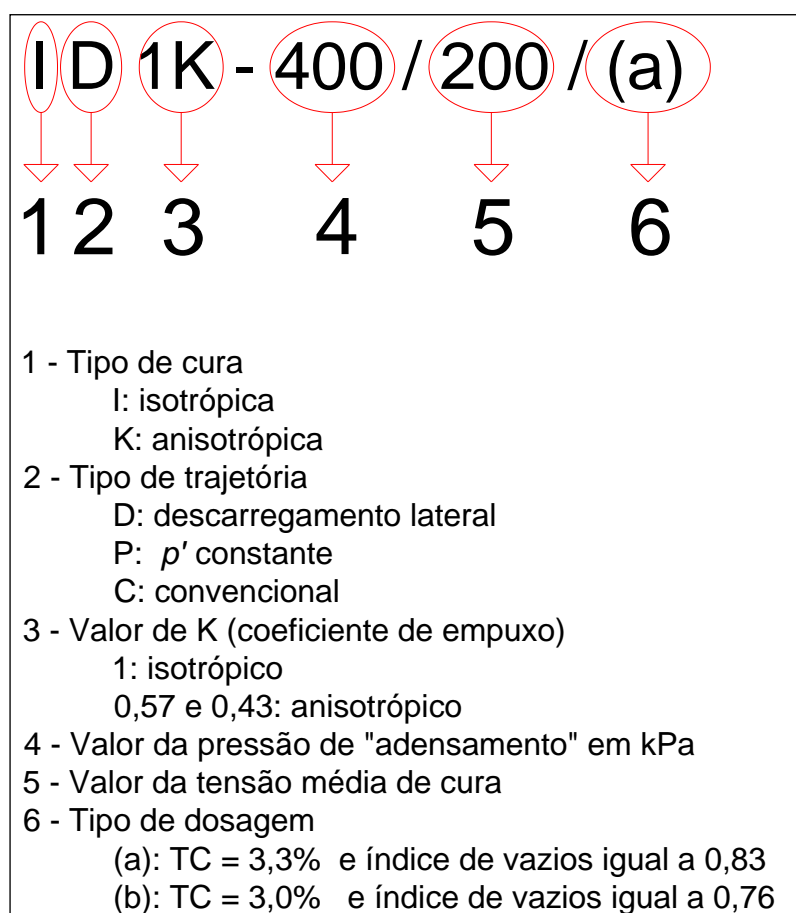 ID 1K - 400 / 200 / (a)
1 2 3 4 5 6
1 - Tipo de cura
I: isotrópica
K: anisotrópica
2 - Tipo de trajetória
D: descarregamento lateral
P: p' constante
C: convencional
3 - Valor de K (coeficiente de empuxo)
1: isotrópico
0,57 e 0,43: anisotrópico
4 - Valor da pressão de "adensamento" em kPa
5 - Valor da tensão média de cura
6 - Tipo de dosagem
(a): TC = 3,3% e índice de vazios igual a 0,83
(b): TC = 3,0% e índice de vazios igual a 0,76